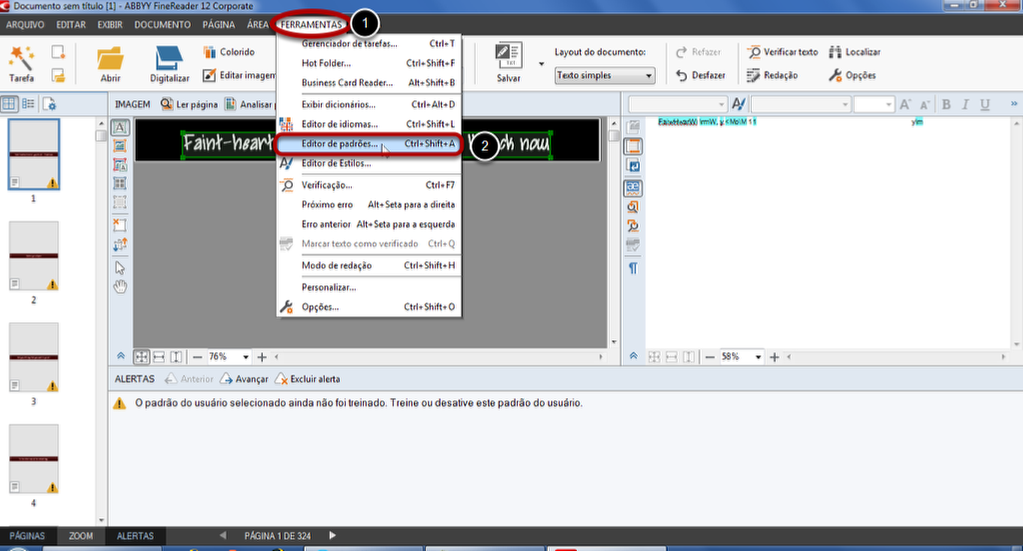 Documento sem título [1] - ABBYY FineReader 12 Corporate
ARQUIVO EDITAR EXIBIR DOCUMENTO PÁGINA ÁREA FERRAMENTAS 1
Tarefa
Abrir
Digitalizar
Colorido
Editar imagem
Salvar
Layout do documento:
Texto simples
Refazer
Desfazer
Verificar texto
Redação
Localizar
Opções
Gerenciador de tarefas... Ctrl+T
Hot Folder... Ctrl+Shift+F
Business Card Reader... Alt+Shift+B
Exibir dicionários... Ctrl+Alt+D
Editor de idiomas... Ctrl+Shift+L
Editor de padrões... Ctrl+Shift+A 2
Editor de Estilos...
Verificação... Ctrl+F7
Próximo erro Alt+Seta para a direita
Erro anterior Alt+Seta para a esquerda
Marcar texto como verificado Ctrl+Q
Modo de redação Ctrl+Shift+H
Personalizar...
Opções... Ctrl+Shift+O
IMAGEM Ler página Analisar
Faint-heart
now
1
2
3
4
76%
58%
ALERTAS Anterior Avançar Excluir alerta
O padrão do usuário selecionado ainda não foi treinado. Treine ou desative este padrão do usuário.
PÁGINAS ZOOM ALERTAS PÁGINA 1 DE 324